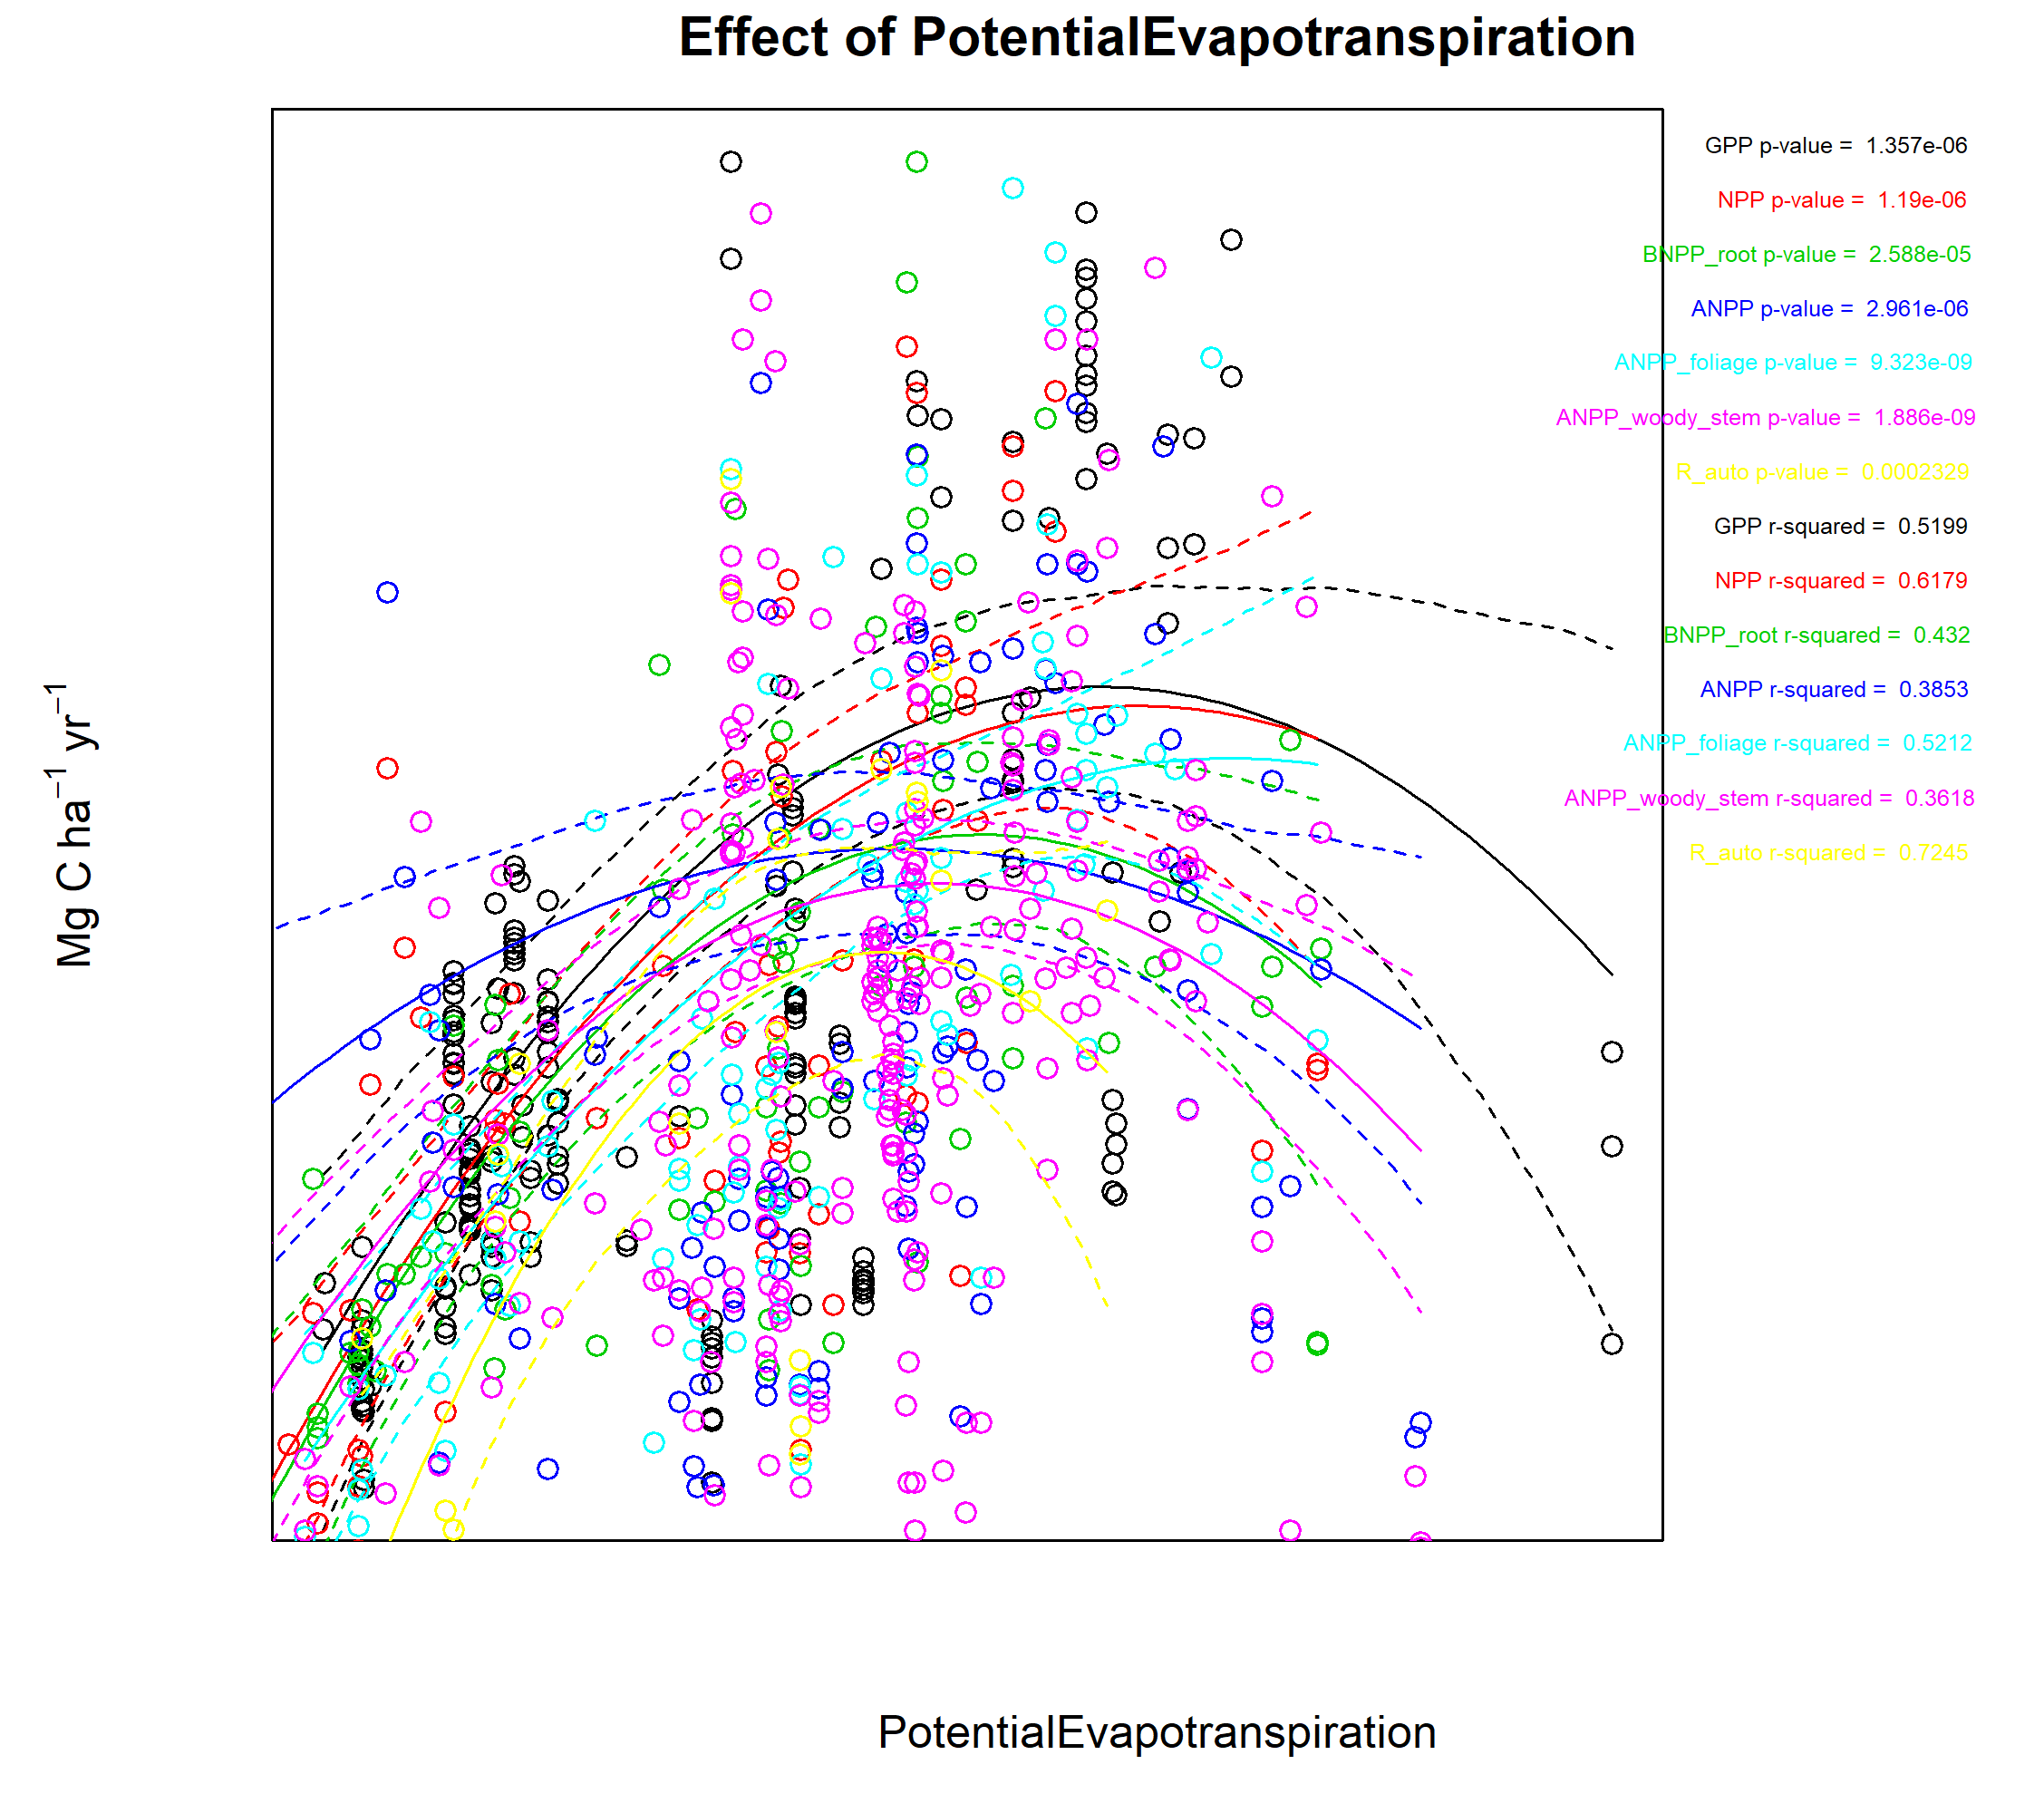 Effect of PotentialEvapotranspiration
GPP p-value = 1.357e-06
NPP p-value = 1.19e-06
BNPP_root p-value = 2.588e-05
ANPP p-value = 2.961e-06
ANPP_foliage p-value = 9.323e-09
ANPP_woody_stem p-value = 1.886e-09
R_auto p-value = 0.0002329
GPP r-squared = 0.5199
NPP r-squared = 0.6179
BNPP_root r-squared = 0.432
ANPP r-squared = 0.3853
ANPP_foliage r-squared = 0.5212
ANPP_woody_stem r-squared = 0.3618
R_auto r-squared = 0.7245
Mg C ha⁻¹ yr⁻¹
PotentialEvapotranspiration